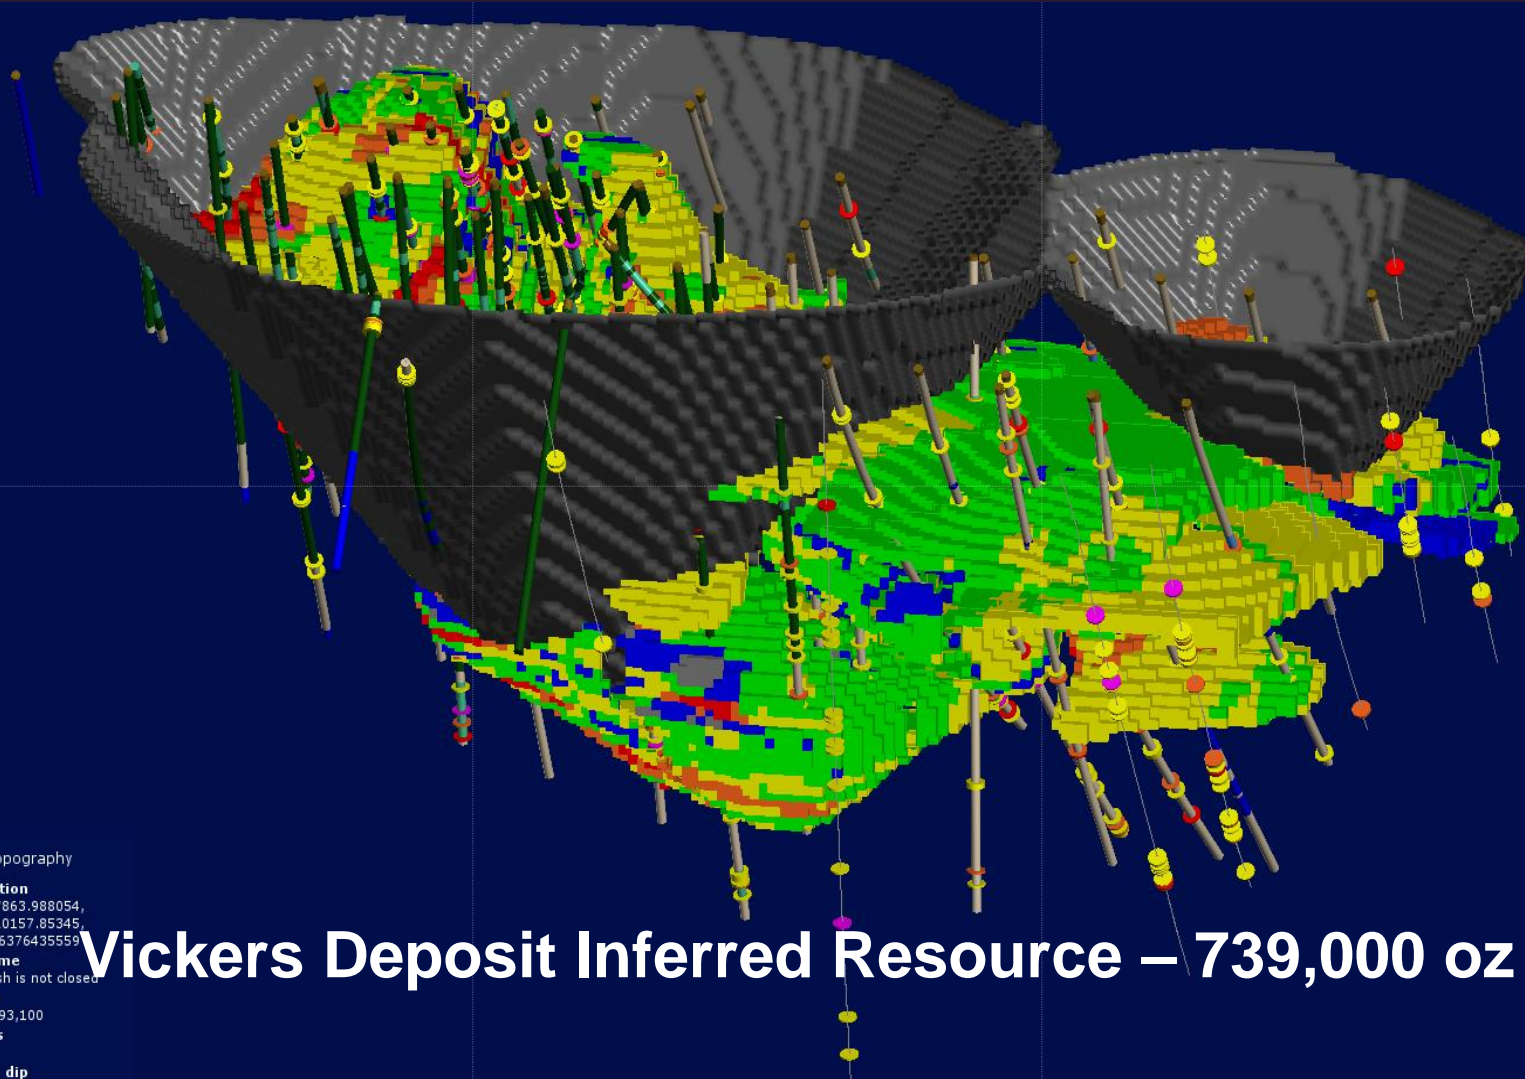 opography
tion
863.988054,
0157.85345,
6376435559
me
sh is not closed
93,100
s
dip
Vickers Deposit Inferred Resource – 739,000 oz